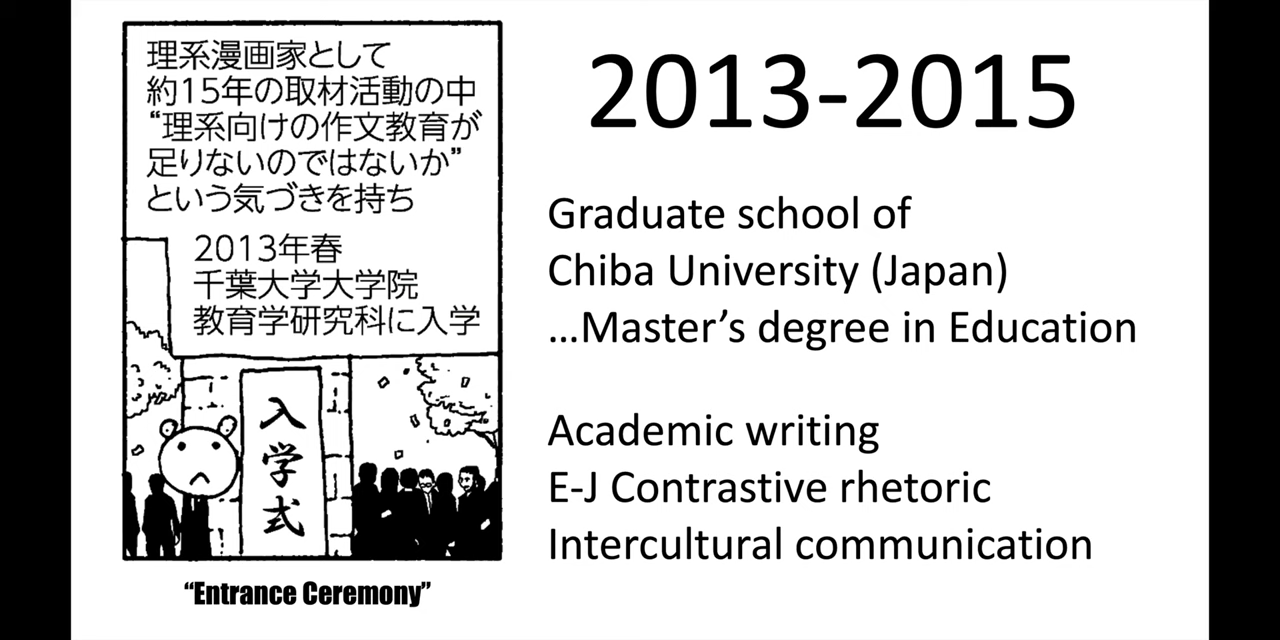 理系漫画家として
約15年の取材活動の中
“理系向けの作文教育が
足りないのではないか”
という気づきを持ち
2013年春
千葉大学大学院
教育学研究科に入学
入学式
“Entrance Ceremony”
2013-2015
Graduate school of
Chiba University (Japan)
…Master’s degree in Education
Academic writing
E-J Contrastive rhetoric
Intercultural communication